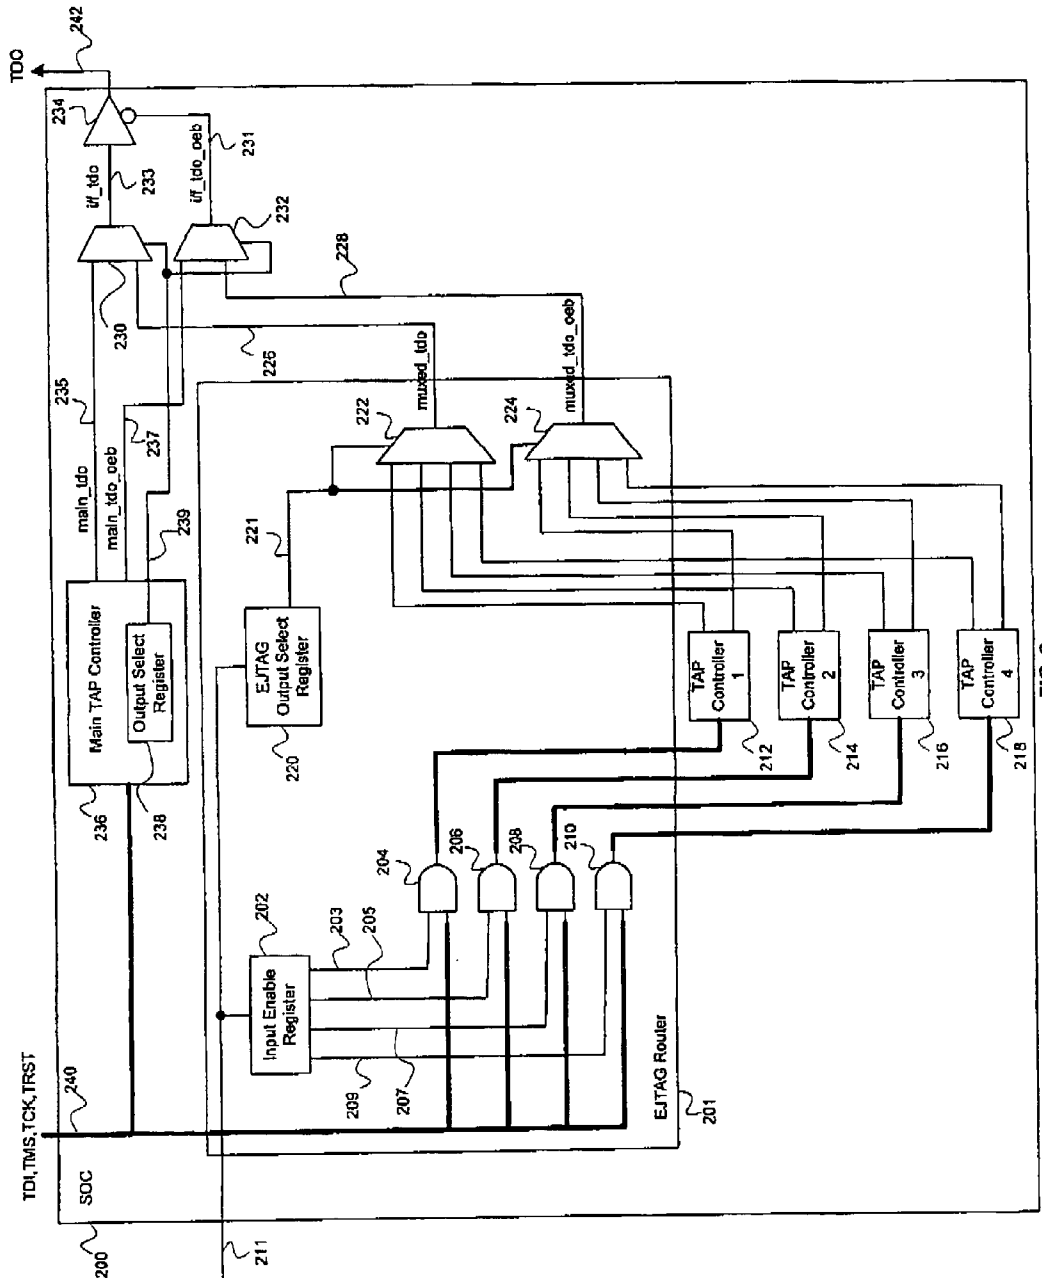 TDO
242
234
iff_tdo
233
iff_tdo_oeb
231
232
230
228
226
235
main_tdo
main_tdo_oeb
237
239
muxed_tdo
muxed_tdo_oeb
222
224
221
Main TAP Controller
Output Select
Register
236
238
EJTAG
Output Select
Register
220
TAP
Controller
1
212
TAP
Controller
2
214
TAP
Controller
3
216
TAP
Controller
4
218
204
206
208
210
202
Input Enable
Register
203
205
207
209
EJTAG Router
201
TDI,TMS,TCK,TRST
240
SOC
200
211